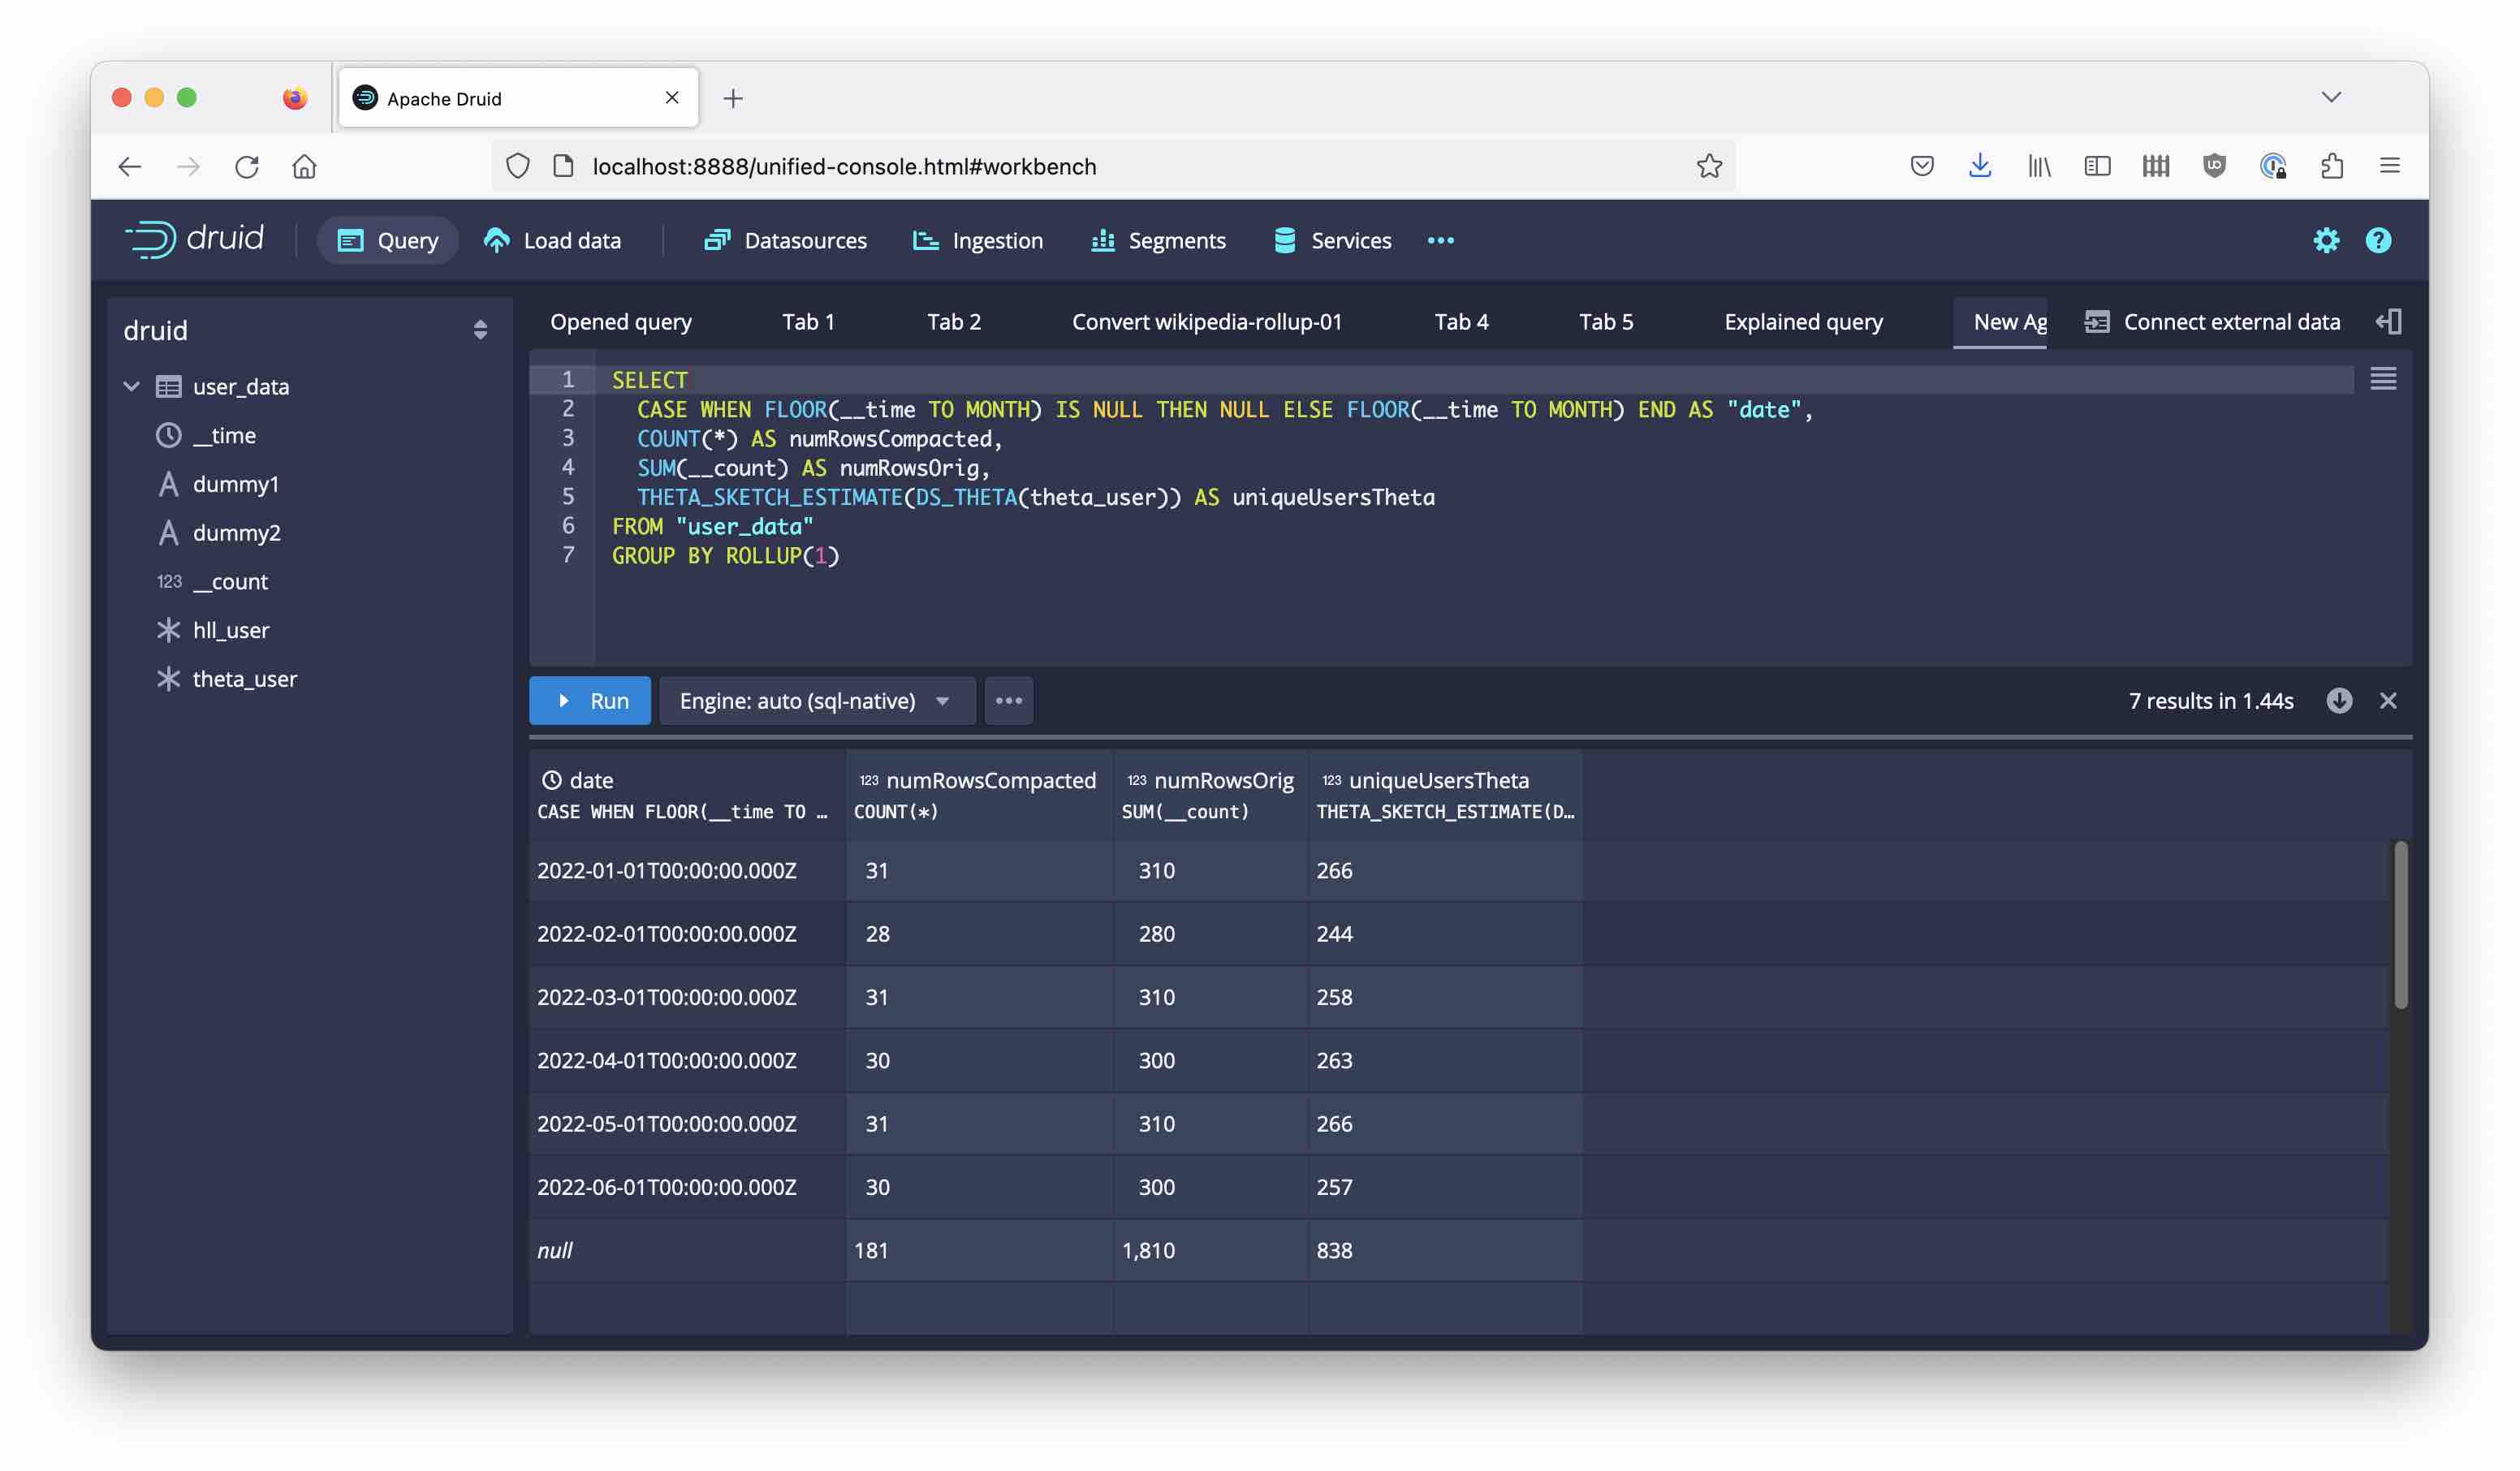 Apache Druid
localhost:8888/unified-console.html#workbench
druid Query Load data Datasources Ingestion Segments Services
druid
user_data
__time
dummy1
dummy2
123 __count
hll_user
theta_user
Opened query Tab 1 Tab 2 Convert wikipedia-rollup-01 Tab 4 Tab 5 Explained query New Ag Connect external data
1 SELECT
2 CASE WHEN FLOOR(__time TO MONTH) IS NULL THEN NULL ELSE FLOOR(__time TO MONTH) END AS "date",
3 COUNT(*) AS numRowsCompacted,
4 SUM(__count) AS numRowsOrig,
5 THETA_SKETCH_ESTIMATE(DS_THETA(theta_user)) AS uniqueUsersTheta
6 FROM "user_data"
7 GROUP BY ROLLUP(1)
Run Engine: auto (sql-native) 7 results in 1.44s
date 123 numRowsCompacted 123 numRowsOrig 123 uniqueUsersTheta
CASE WHEN FLOOR(__time TO … COUNT(*) SUM(__count) THETA_SKETCH_ESTIMATE(D…
2022-01-01T00:00:00.000Z 31 310 266
2022-02-01T00:00:00.000Z 28 280 244
2022-03-01T00:00:00.000Z 31 310 258
2022-04-01T00:00:00.000Z 30 300 263
2022-05-01T00:00:00.000Z 31 310 266
2022-06-01T00:00:00.000Z 30 300 257
null 181 1,810 838